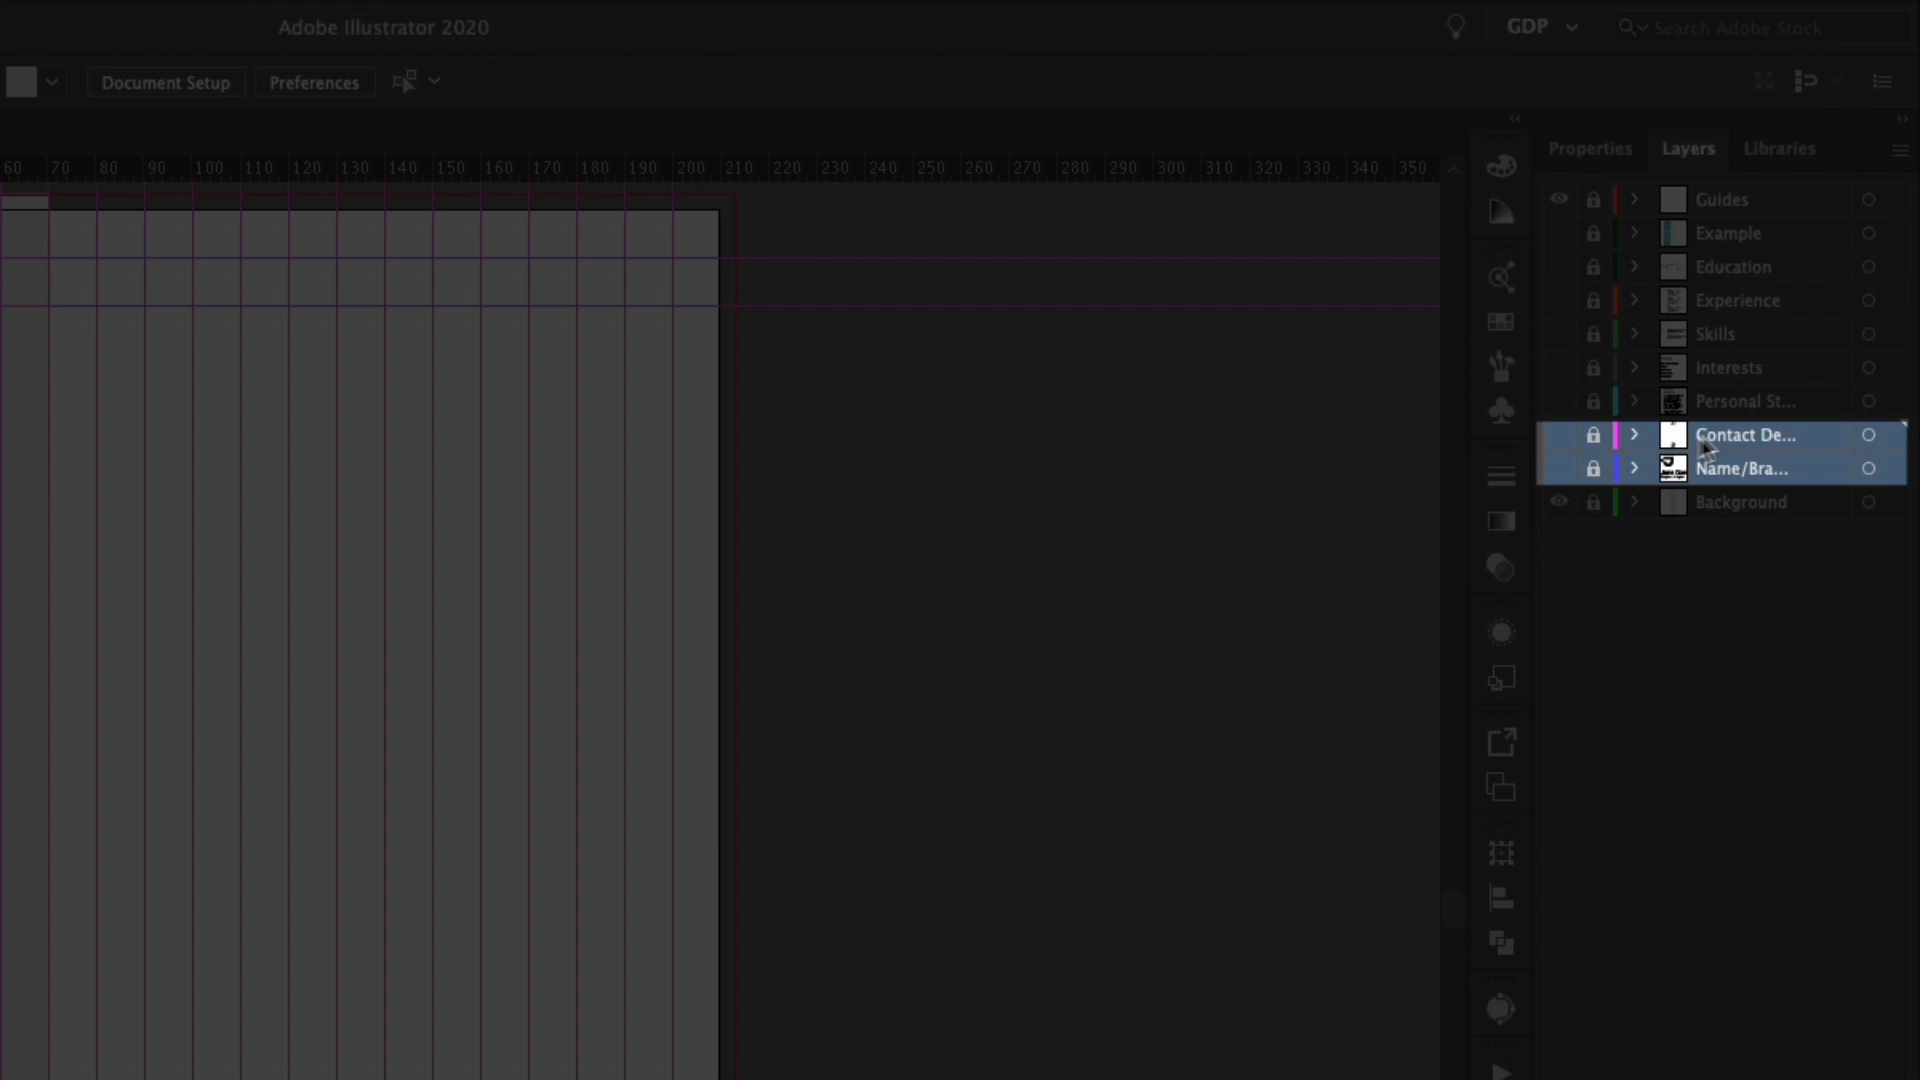 Adobe Illustrator 2020
GDP
Search Adobe Stock
Document Setup
Preferences
Properties
Layers
Libraries
60 70 80 90 100 110 120 130 140 150 160 170 180 190 200 210 220 230 240 250 260 270 280 290 300 310 320 330 340 350
Guides
Example
Education
Experience
Skills
Interests
Personal St...
Contact De...
Name/Bra...
Background